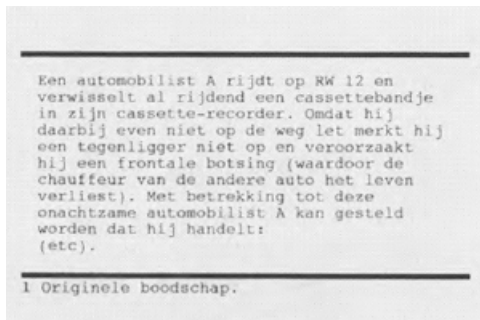 Een automobilist A rijdt op RW 12 en
verwisselt al rijdend een cassettebandje
in zijn cassette-recorder. Omdat hij
daarbij even niet op de weg let merkt hij
een tegenligger niet op en veroorzaakt
hij een frontale botsing (waardoor de
chauffeur van de andere auto het leven
verliest). Met betrekking tot deze
onachtzame automobilist A kan gesteld
worden dat hij handelt:
(etc).
1 Originele boodschap.